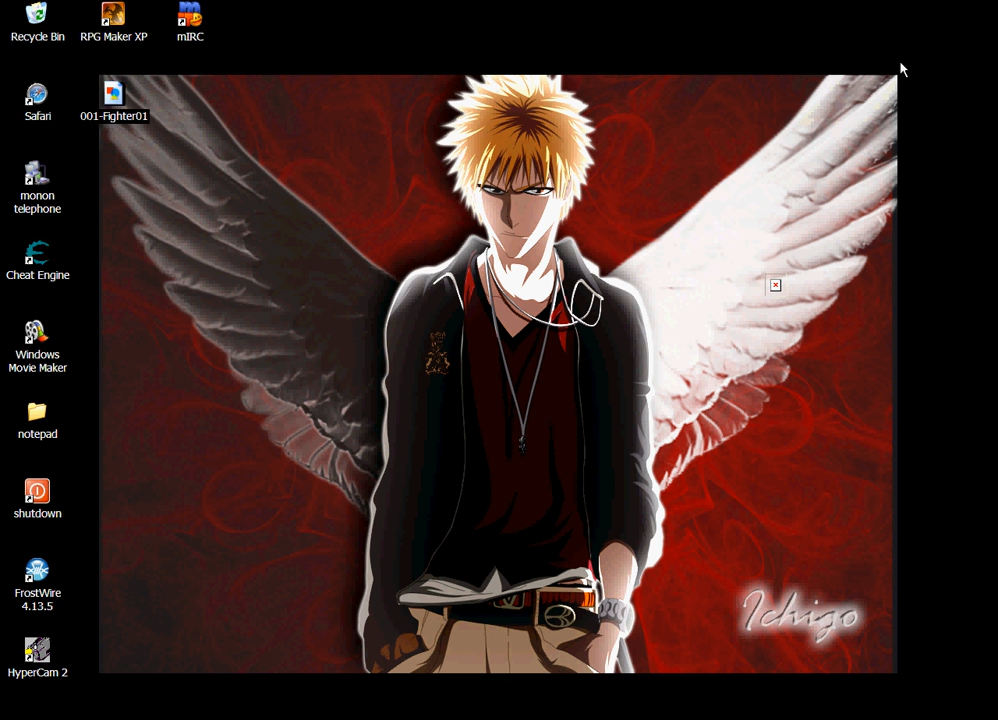 Recycle Bin
RPG Maker XP
mIRC
Safari
001-Fighter01
monon
telephone
Cheat Engine
Windows
Movie Maker
notepad
shutdown
FrostWire
4.13.5
HyperCam 2
Ichigo